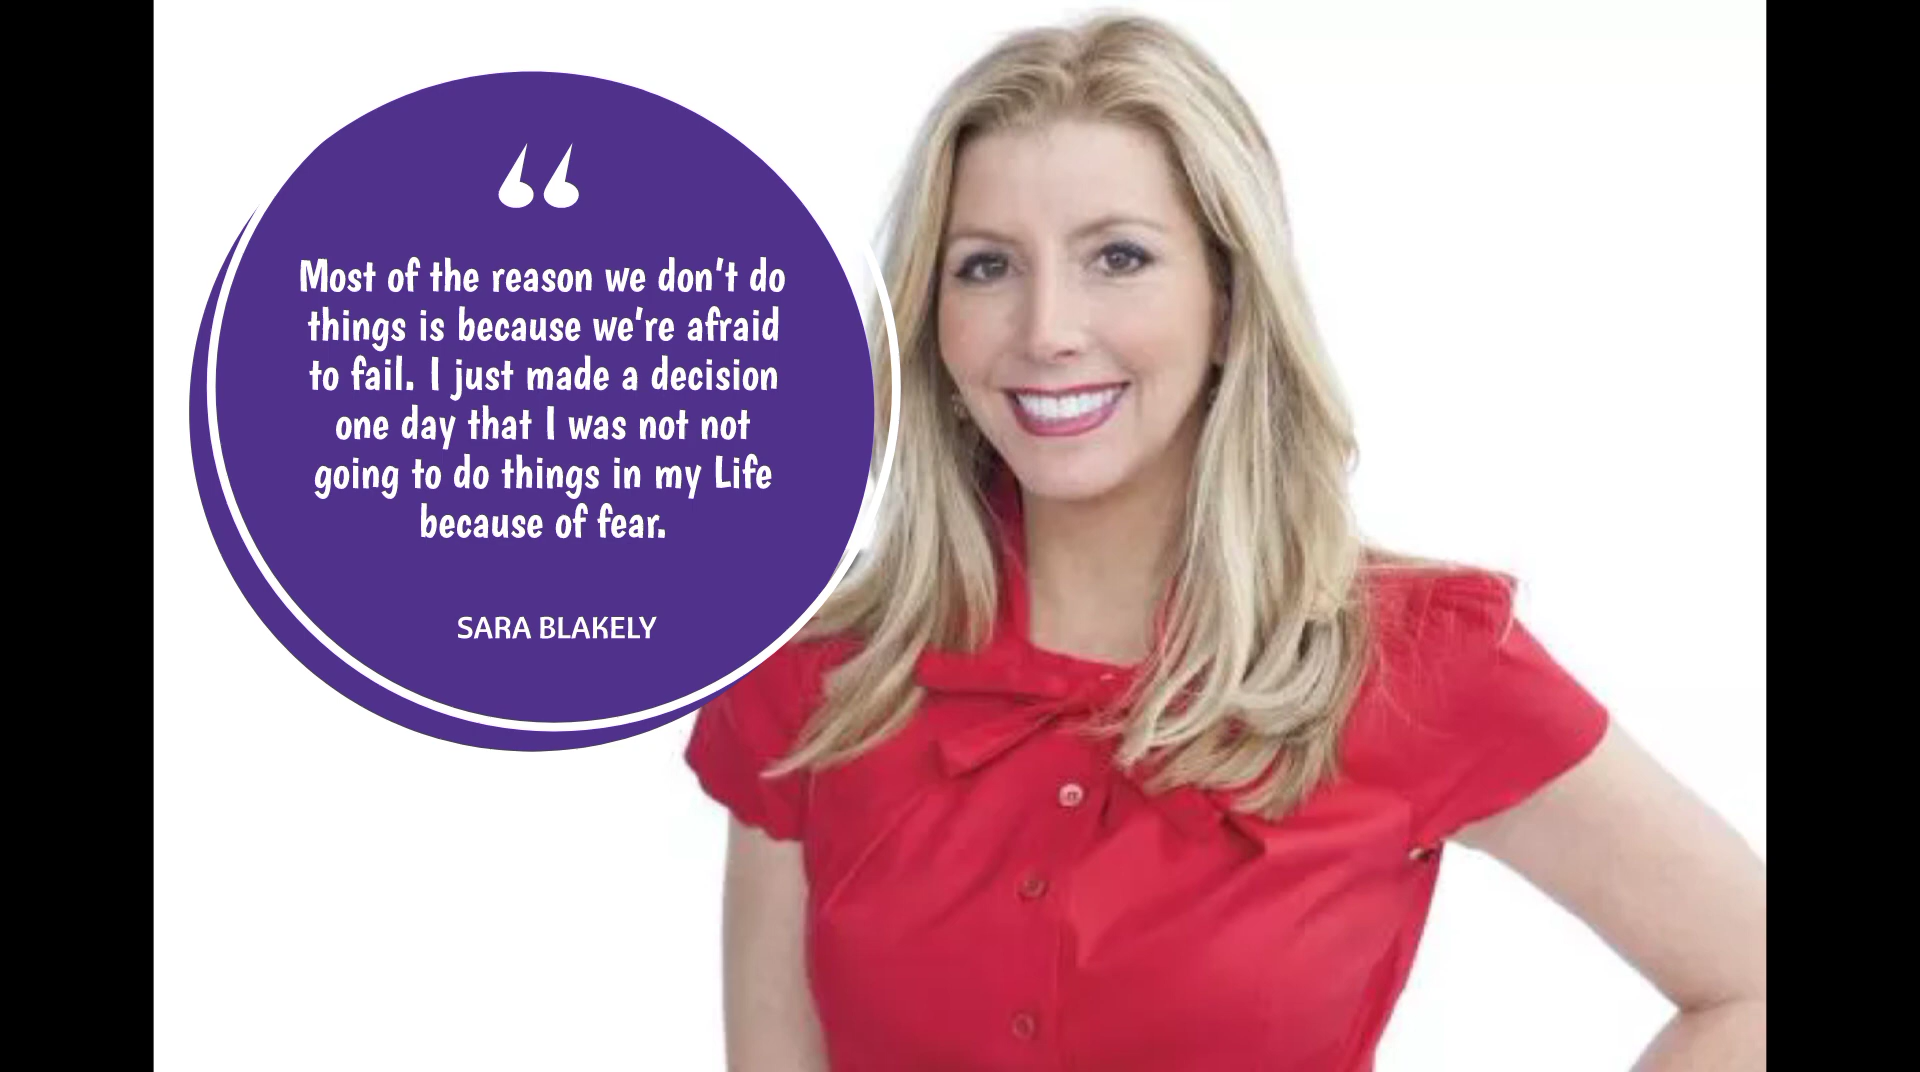 “
Most of the reason we don’t do
things is because we’re afraid
to fail. I just made a decision
one day that I was not not
going to do things in my Life
because of fear.
SARA BLAKELY